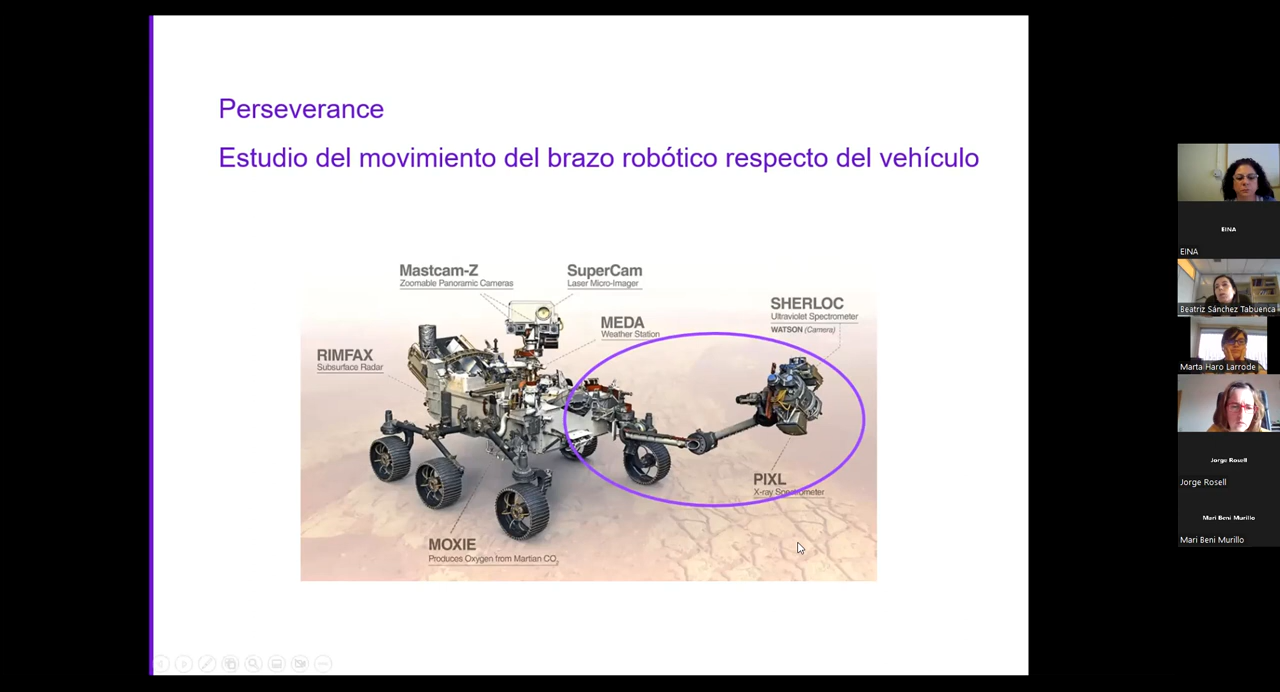 Perseverance
Estudio del movimiento del brazo robótico respecto del vehículo
Mastcam-Z
Zoomable Panoramic Cameras
SuperCam
Laser Micro-Imager
MEDA
Weather Station
SHERLOC
Ultraviolet Spectrometer
WATSON (Camera)
RIMFAX
Subsurface Radar
PIXL
X-ray Spectrometer
MOXIE
Produces Oxygen from Martian CO2
EINA
EINA
Beatriz Sánchez Tabuenca
Marta Haro Larrode
Jorge Rosell
Jorge Rosell
Mari Beni Murillo
Mari Beni Murillo